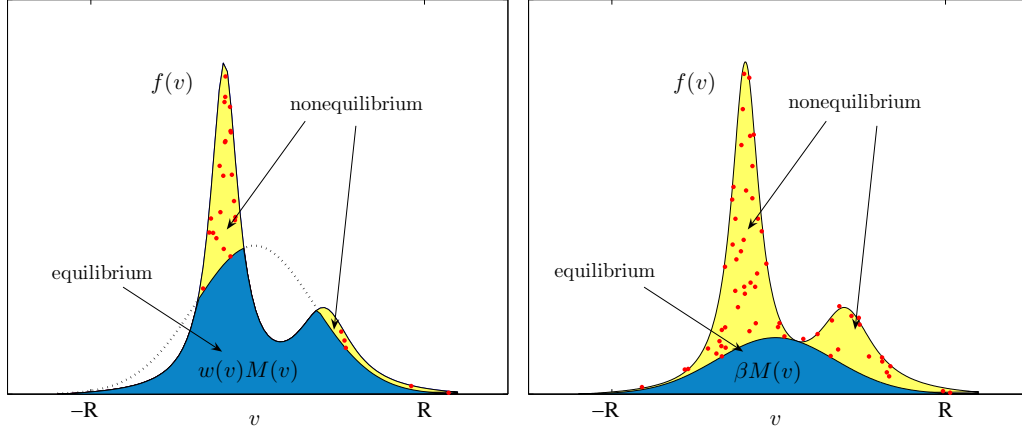 f(v)
nonequilibrium
equilibrium
w(v)M(v)
−R
v
R
f(v)
nonequilibrium
equilibrium
βM(v)
−R
v
R